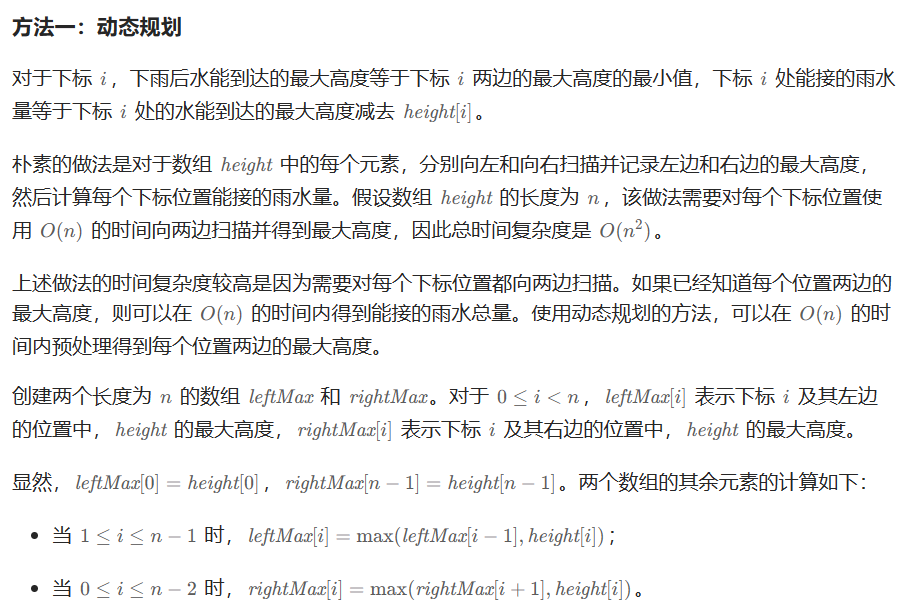 方法一：动态规划
对于下标 i，下雨后水能到达的最大高度等于下标 i 两边的最大高度的最小值，下标 i 处能接的雨水
量等于下标 i 处的水能到达的最大高度减去 height[i]。
朴素的做法是对于数组 height 中的每个元素，分别向左和向右扫描并记录左边和右边的最大高度，
然后计算每个下标位置能接的雨水量。假设数组 height 的长度为 n，该做法需要对每个下标位置使
用 O(n) 的时间向两边扫描并得到最大高度，因此总时间复杂度是 O(n²)。
上述做法的时间复杂度较高是因为需要对每个下标位置都向两边扫描。如果已经知道每个位置两边的
最大高度，则可以在 O(n) 的时间内得到能接的雨水总量。使用动态规划的方法，可以在 O(n) 的时
间内预处理得到每个位置两边的最大高度。
创建两个长度为 n 的数组 leftMax 和 rightMax。对于 0 ≤ i < n，leftMax[i] 表示下标 i 及其左边
的位置中，height 的最大高度，rightMax[i] 表示下标 i 及其右边的位置中，height 的最大高度。
显然，leftMax[0] = height[0]，rightMax[n − 1] = height[n − 1]。两个数组的其余元素的计算如下：
• 当 1 ≤ i ≤ n − 1 时，leftMax[i] = max(leftMax[i − 1], height[i])；
• 当 0 ≤ i ≤ n − 2 时，rightMax[i] = max(rightMax[i + 1], height[i])。